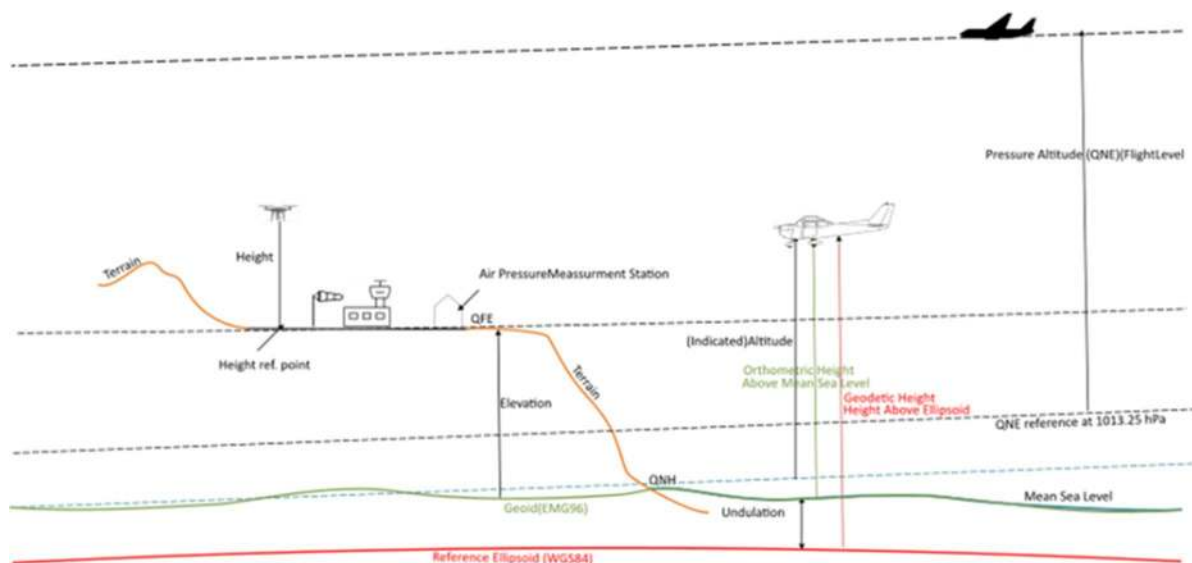 Pressure Altitude (QNE)(FlightLevel
Terrain
Height
Air PressureMeassurment Station
QFE
Height ref. point
(Indicated)Altitude
Orthometric Height
Above Mean Sea Level
Terrain
Elevation
Geodetic Height
Height Above Ellipsoid
QNE reference at 1013.25 hPa
QNH
Mean Sea Level
Geoid(EMG96)
Undulation
Reference Ellipsoid (WGS84)